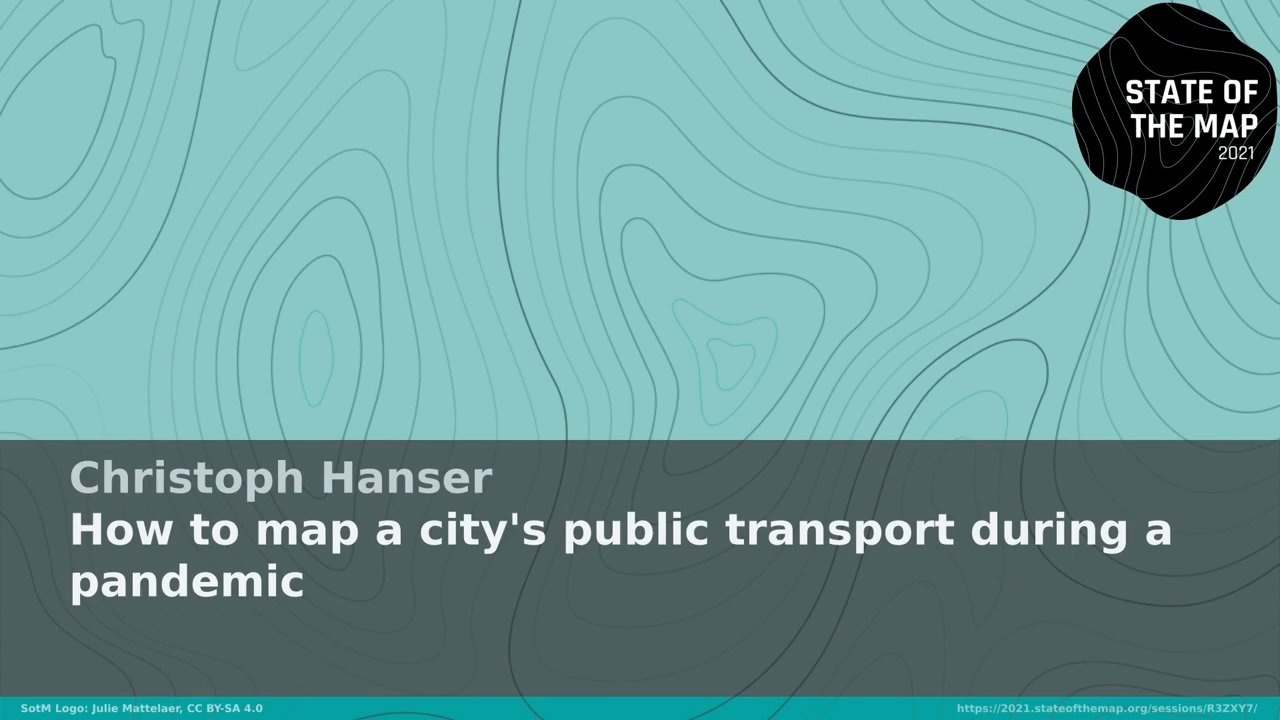 STATE OF
THE MAP
2021
Christoph Hanser
How to map a city's public transport during a
pandemic
SotM Logo: Julie Mattelaer, CC BY-SA 4.0
https://2021.stateofthemap.org/sessions/R3ZXY7/